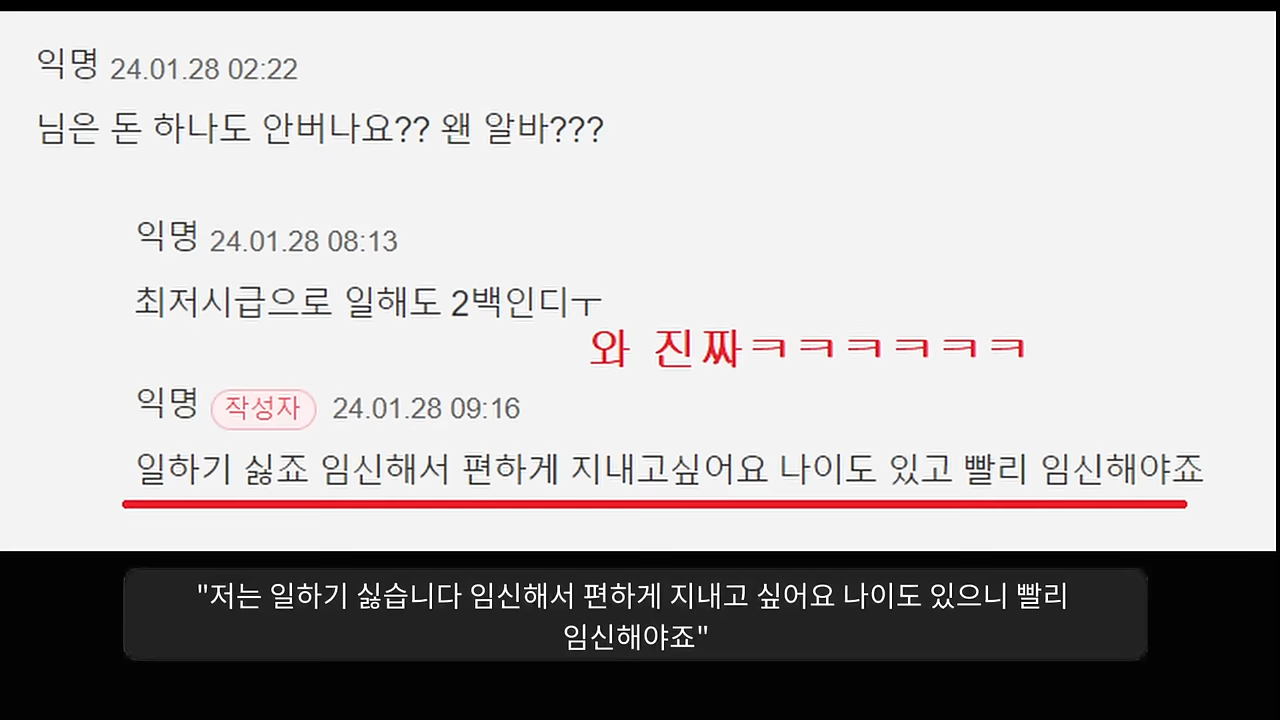 익명 24.01.28 02:22
님은 돈 하나도 안버나요?? 왠 알바???
익명 24.01.28 08:13
최저시급으로 일해도 2백인디ㅜ
와 진짜ㅋㅋㅋㅋㅋㅋ
익명 작성자 24.01.28 09:16
일하기 싫죠 임신해서 편하게 지내고싶어요 나이도 있고 빨리 임신해야죠
"저는 일하기 싫습니다 임신해서 편하게 지내고 싶어요 나이도 있으니 빨리
임신해야죠"